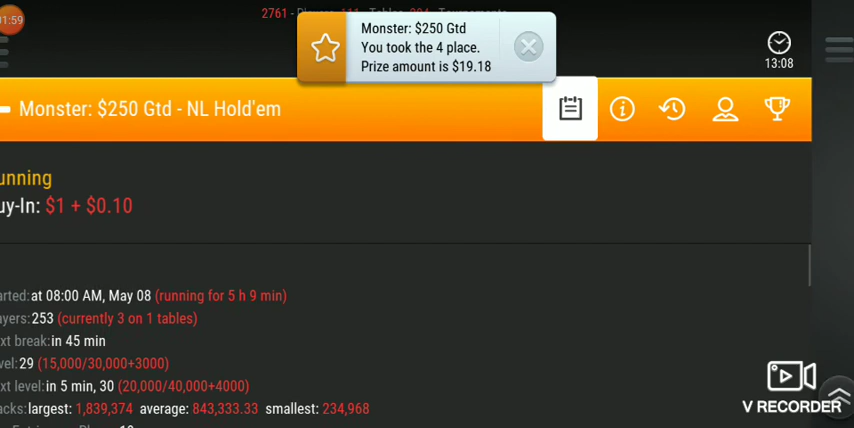 01:59
Monster: $250 Gtd
You took the 4 place.
Prize amount is $19.18
13:08
Monster: $250 Gtd - NL Hold'em
unning
uy-In: $1 + $0.10
arted: at 08:00 AM, May 08 (running for 5 h 9 min)
ayers: 253 (currently 3 on 1 tables)
xt break: in 45 min
vel: 29 (15,000/30,000+3000)
xt level: in 5 min, 30 (20,000/40,000+4000)
acks: largest: 1,839,374 average: 843,333.33 smallest: 234,968
V RECORDER